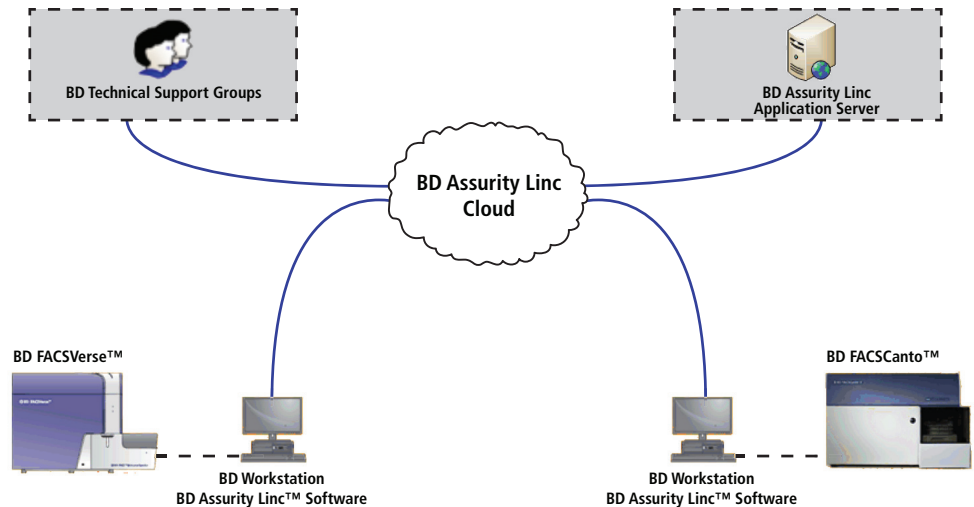 BD Technical Support Groups
BD Assurity Linc
Application Server
BD Assurity Linc
Cloud
BD FACSVerse™
BD FACSCanto™
BD Workstation
BD Assurity Linc™ Software
BD Workstation
BD Assurity Linc™ Software